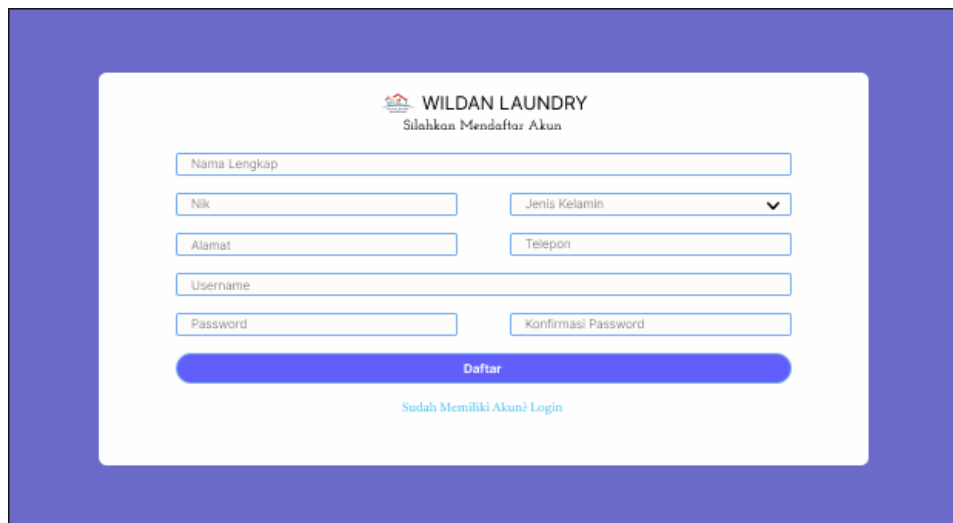 WILDAN LAUNDRY
Silahkan Mendaftar Akun
Nama Lengkap
Nik
Jenis Kelamin
Alamat
Telepon
Username
Password
Konfirmasi Password
Daftar
Sudah Memiliki Akun? Login